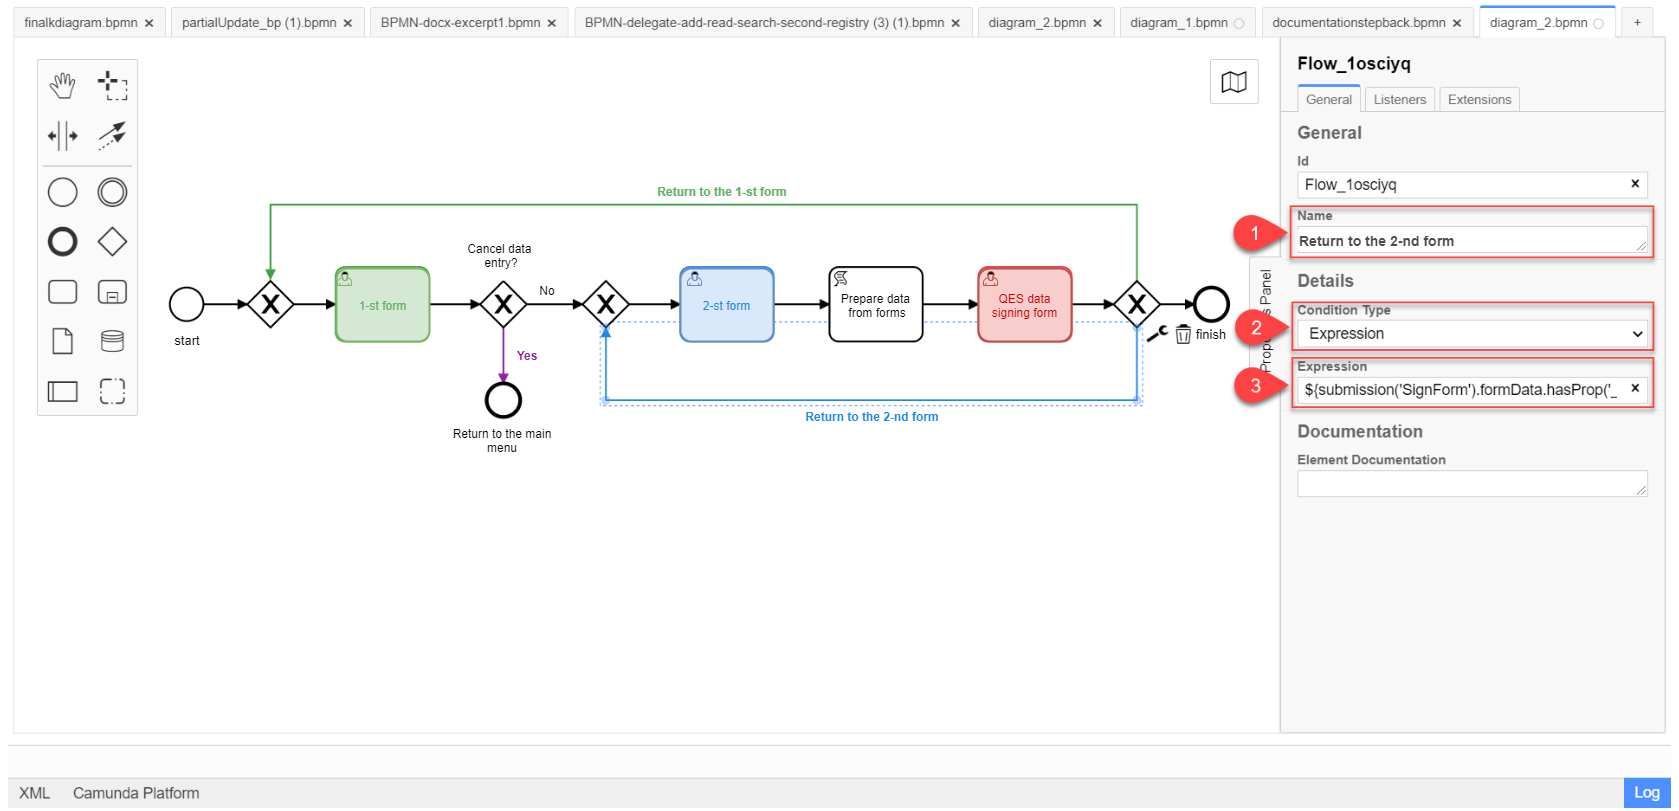 finalkdiagram.bpmn
partialUpdate_bp (1).bpmn
BPMN-docx-excerpt1.bpmn
BPMN-delegate-add-read-search-second-registry (3) (1).bpmn
diagram_2.bpmn
diagram_1.bpmn
documentationstepback.bpmn
diagram_2.bpmn
+
Flow_1osciyq
General
Listeners
Extensions
General
Id
Flow_1osciyq
1
Name
Return to the 2-nd form
Details
2
Condition Type
Expression
3
Expression
${submission('SignForm').formData.hasProp('_
Documentation
Element Documentation
Return to the 1-st form
Cancel data
entry?
start
1-st form
No
Yes
2-st form
Prepare data
from forms
QES data
signing form
finish
Return to the 2-nd form
Return to the main
menu
XML
Camunda Platform
Log